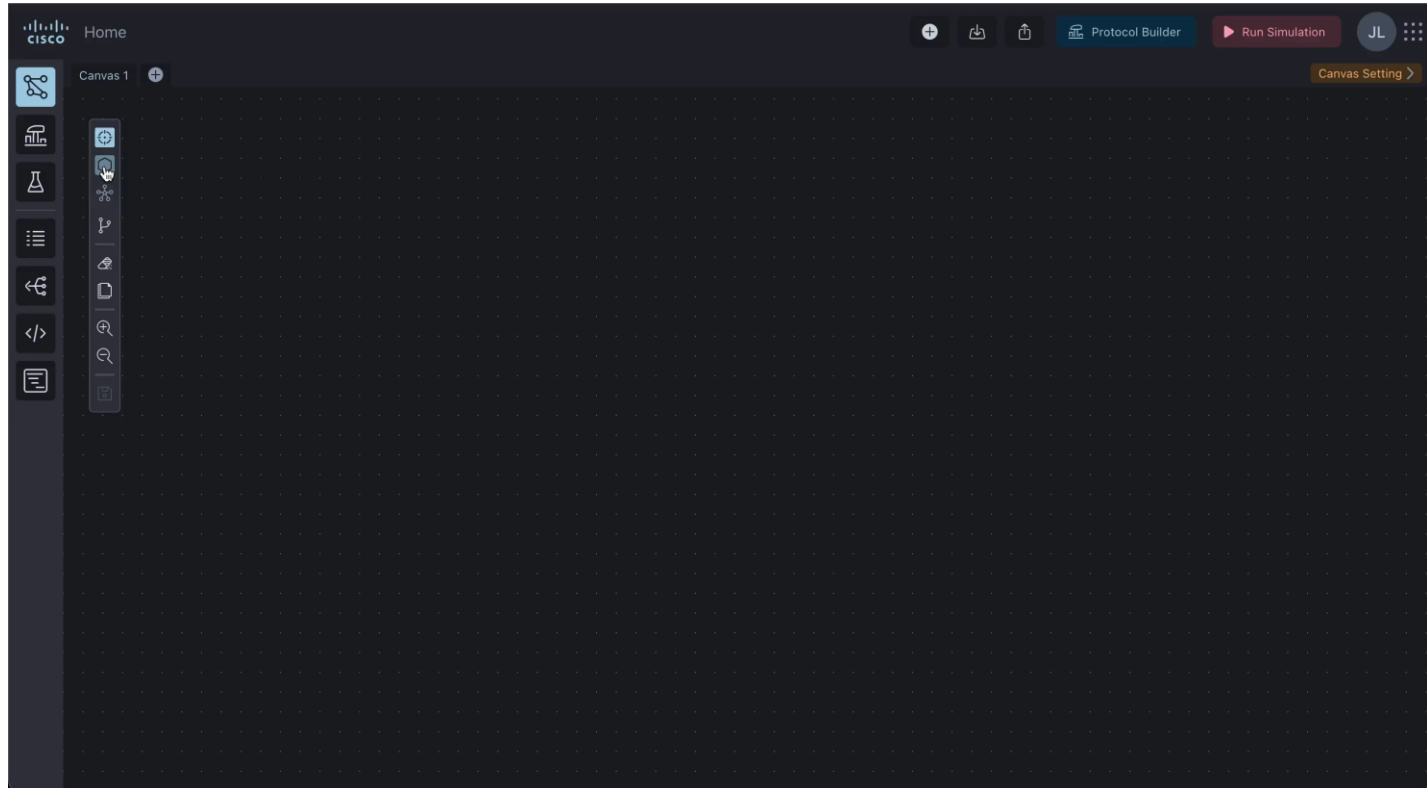 CISCO
Home
Protocol Builder
Run Simulation
JL
Canvas 1
Canvas Setting